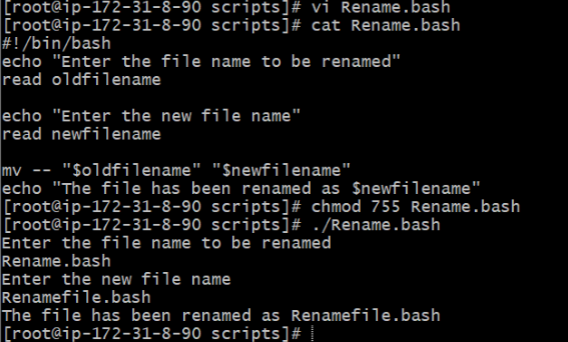 [root@ip-172-31-8-90 scripts]# vi Rename.bash
[root@ip-172-31-8-90 scripts]# cat Rename.bash
#!/bin/bash
echo "Enter the file name to be renamed"
read oldfilename

echo "Enter the new file name"
read newfilename

mv -- "$oldfilename" "$newfilename"
echo "The file has been renamed as $newfilename"
[root@ip-172-31-8-90 scripts]# chmod 755 Rename.bash
[root@ip-172-31-8-90 scripts]# ./Rename.bash
Enter the file name to be renamed
Rename.bash
Enter the new file name
Renamefile.bash
The file has been renamed as Renamefile.bash
[root@ip-172-31-8-90 scripts]#